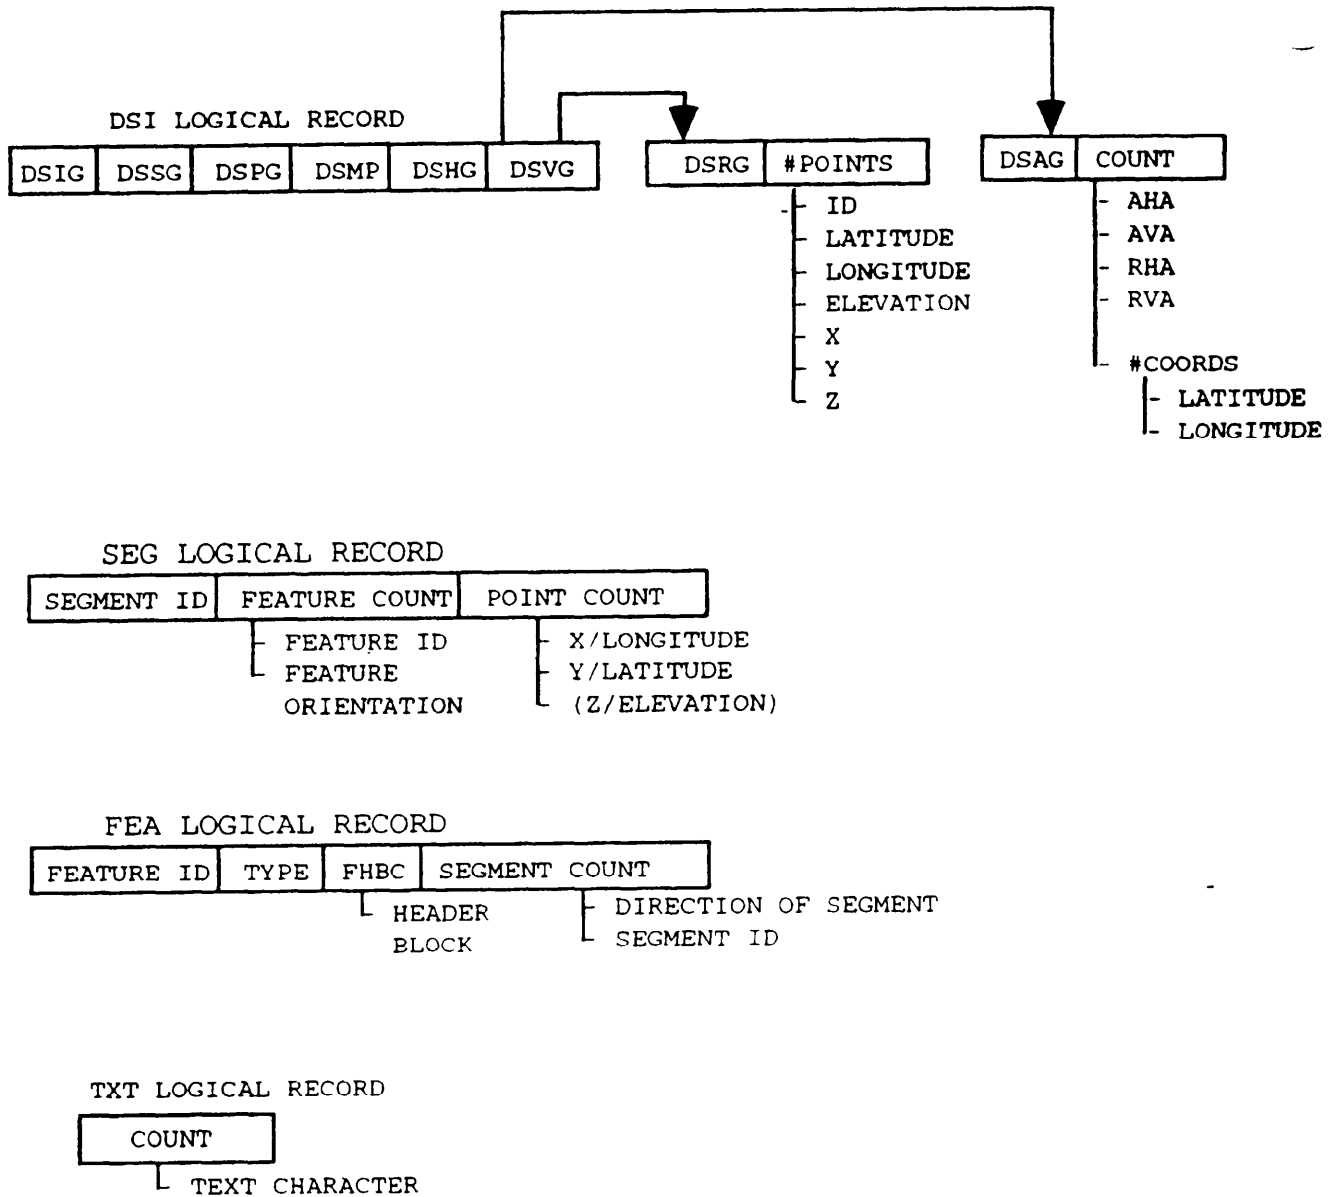 DSI LOGICAL RECORD
DSIG DSSG DSPG DSMP DSHG DSVG
DSRG #POINTS
- ID
- LATITUDE
- LONGITUDE
- ELEVATION
- X
- Y
- Z
DSAG COUNT
- AHA
- AVA
- RHA
- RVA
- #COORDS
- LATITUDE
- LONGITUDE
SEG LOGICAL RECORD
SEGMENT ID FEATURE COUNT POINT COUNT
- FEATURE ID
- FEATURE
ORIENTATION
- X/LONGITUDE
- Y/LATITUDE
- (Z/ELEVATION)
FEA LOGICAL RECORD
FEATURE ID TYPE FHBC SEGMENT COUNT
HEADER
BLOCK
- DIRECTION OF SEGMENT
- SEGMENT ID
TXT LOGICAL RECORD
COUNT
TEXT CHARACTER